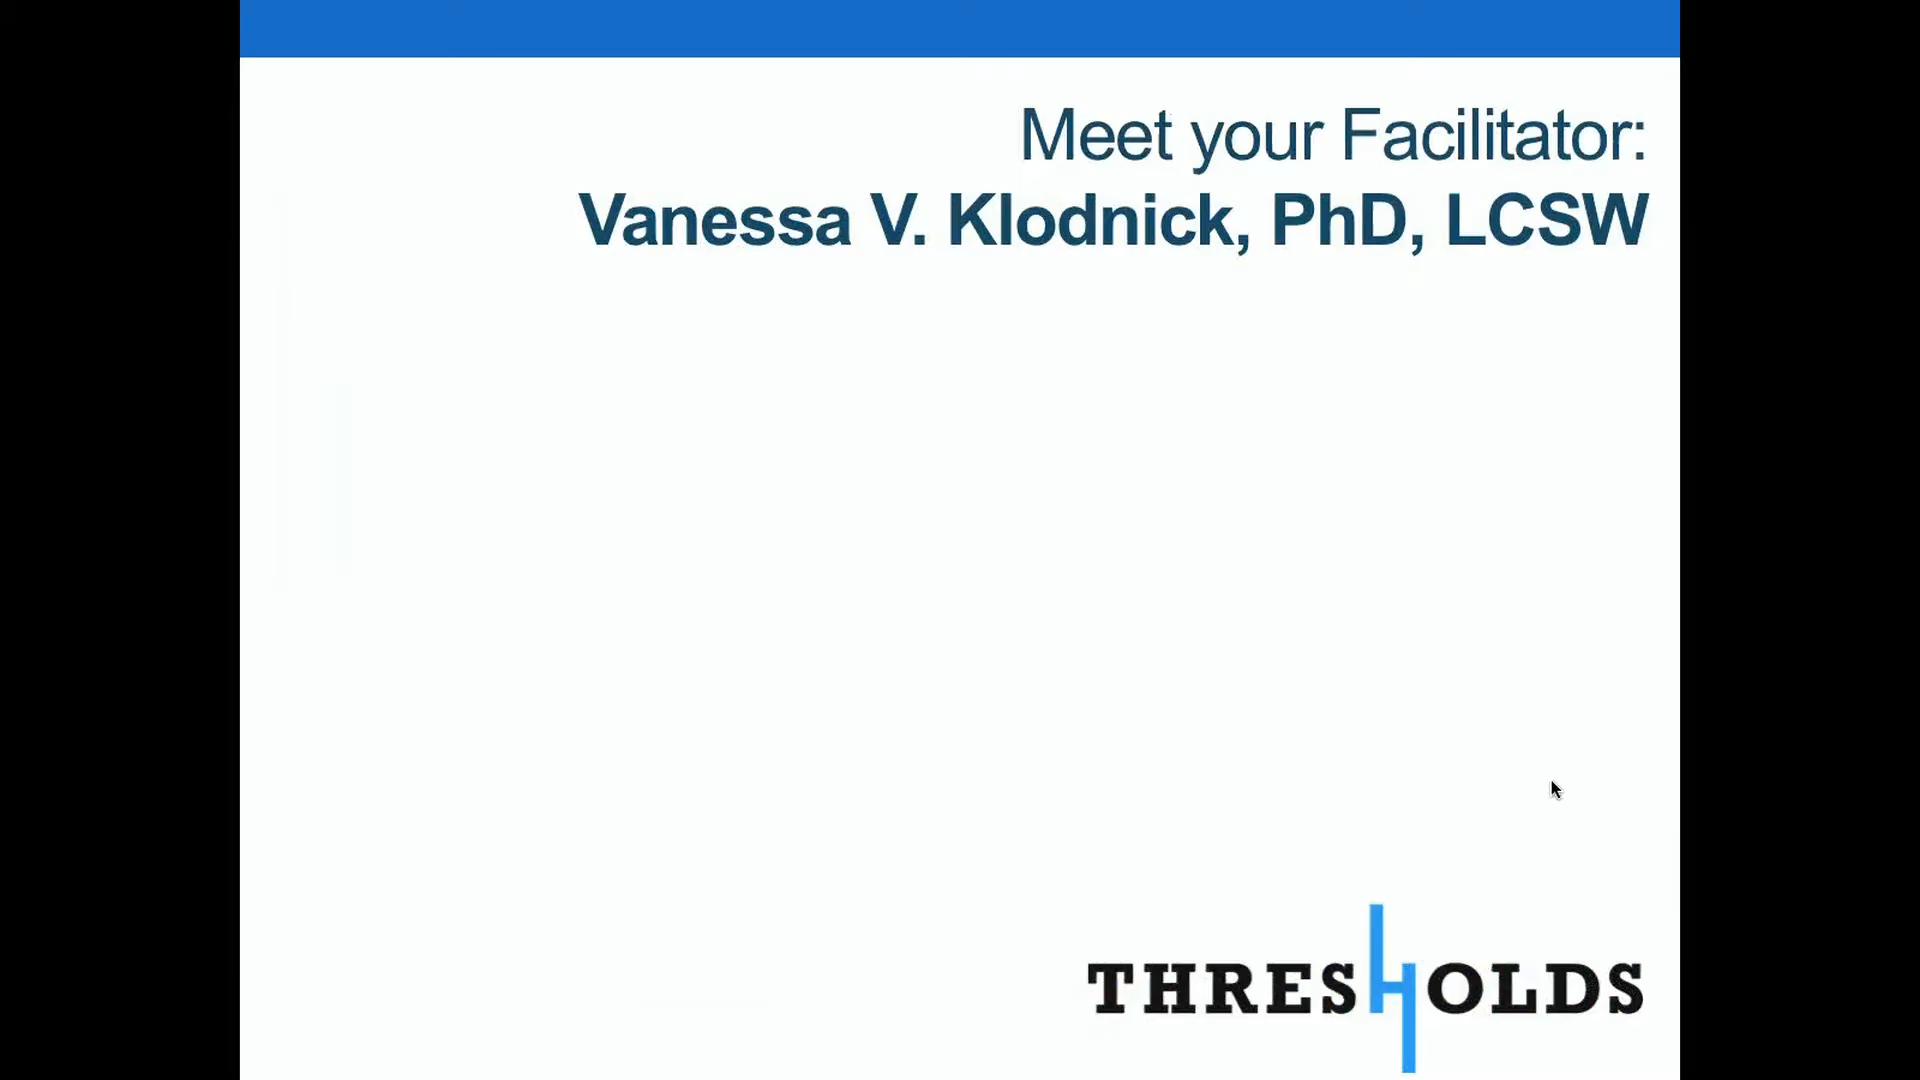 Meet your Facilitator:
Vanessa V. Klodnick, PhD, LCSW
THRESHOLDS